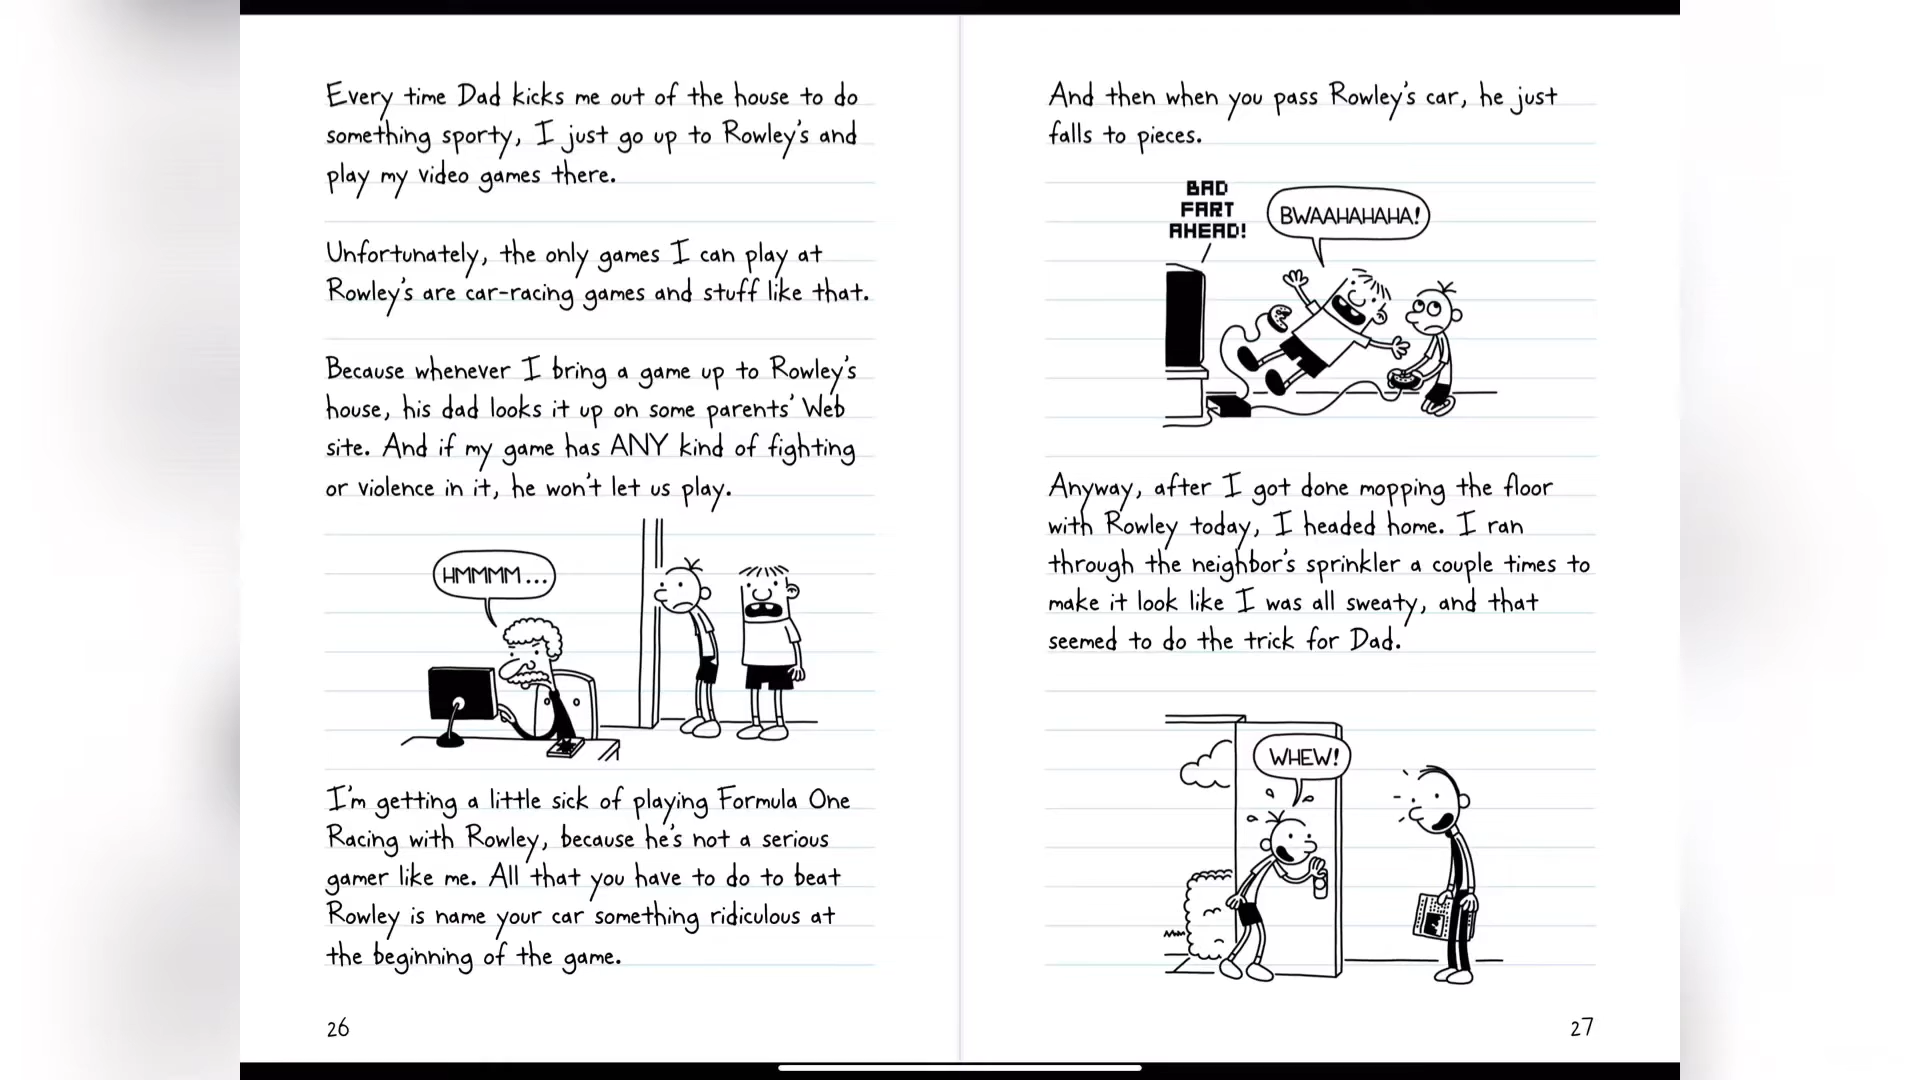 Every time Dad kicks me out of the house to do
something sporty, I just go up to Rowley's and
play my video games there.
Unfortunately, the only games I can play at
Rowley's are car-racing games and stuff like that.
Because whenever I bring a game up to Rowley's
house, his dad looks it up on some parents' Web
site. And if my game has ANY kind of fighting
or violence in it, he won't let us play.
HMMMM...
I'm getting a little sick of playing Formula One
Racing with Rowley, because he's not a serious
gamer like me. All that you have to do to beat
Rowley is name your car something ridiculous at
the beginning of the game.
26
And then when you pass Rowley's car, he just
falls to pieces.
BAD
FART
AHEAD!
BWAAHAHAHA!
Anyway, after I got done mopping the floor
with Rowley today, I headed home. I ran
through the neighbor's sprinkler a couple times to
make it look like I was all sweaty, and that
seemed to do the trick for Dad.
WHEW!
27